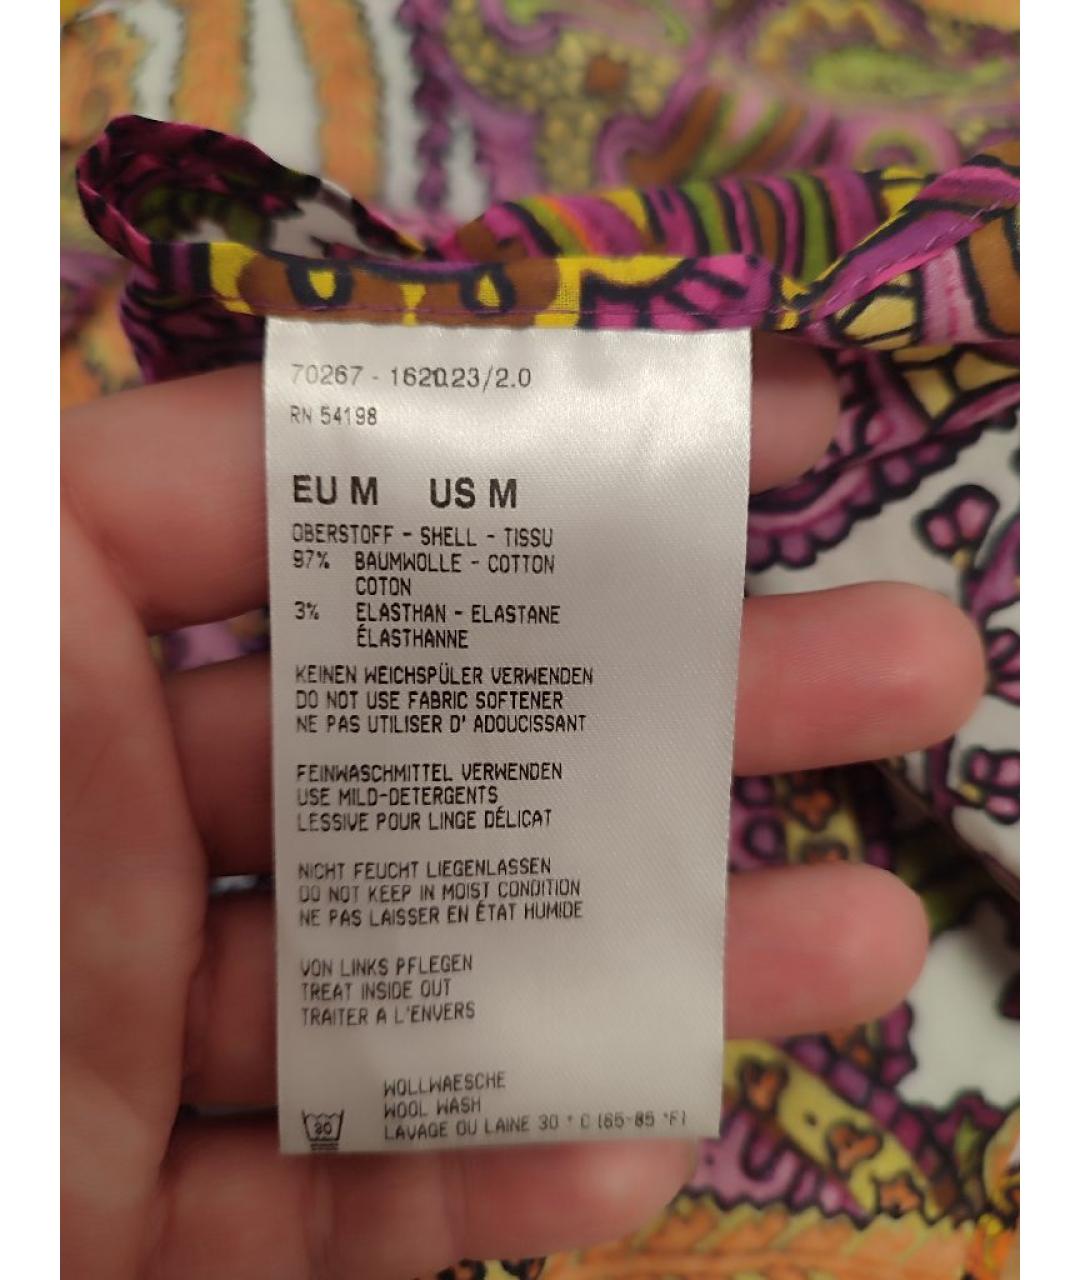 70267 - 162023/2.0
RN 54198
EU M US M
OBERSTOFF - SHELL - TISSU
97% BAUMWOLLE - COTTON
COTON
3% ELASTHAN - ELASTANE
ÉLASTHANNE
KEINEN WEICHSPÜLER VERWENDEN
DO NOT USE FABRIC SOFTENER
NE PAS UTILISER D' ADOUCISSANT
FEINWASCHMITTEL VERWENDEN
USE MILD-DETERGENTS
LESSIVE POUR LINGE DÉLICAT
NICHT FEUCHT LIEGENLASSEN
DO NOT KEEP IN MOIST CONDITION
NE PAS LAISSER EN ÉTAT HUMIDE
VON LINKS PFLEGEN
TREAT INSIDE OUT
TRAITER A L'ENVERS
WOLLWAESCHE
WOOL WASH
30 LAVAGE OU LAINE 30 ° C (65-85 °F)